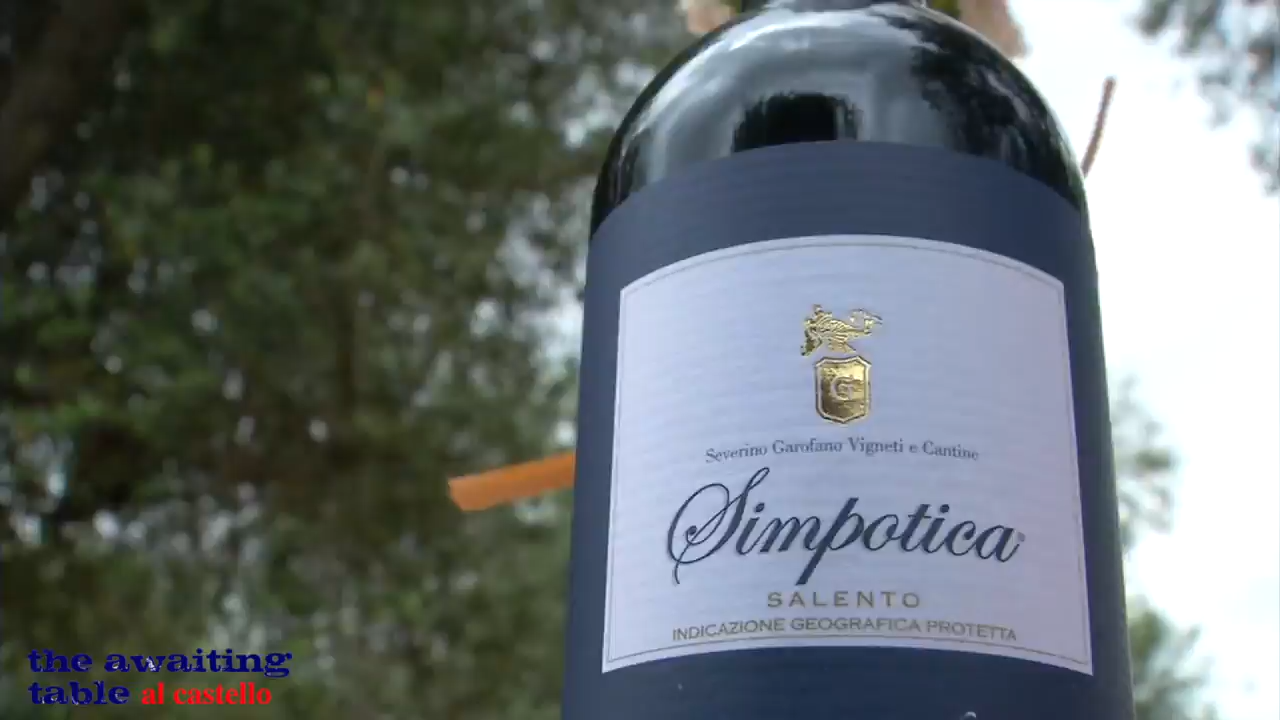 G
Severino Garofano Vigneti e Cantine
Simpotica®
SALENTO
INDICAZIONE GEOGRAFICA PROTETTA
the awaiting
table al castello